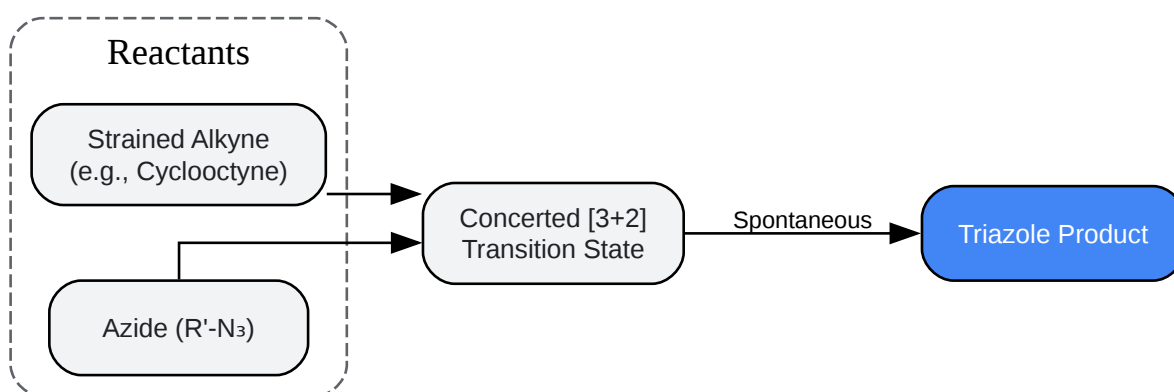 Reactants
Strained Alkyne
(e.g., Cyclooctyne)
Azide (R'-N₃)
Concerted [3+2]
Transition State
Spontaneous
Triazole Product